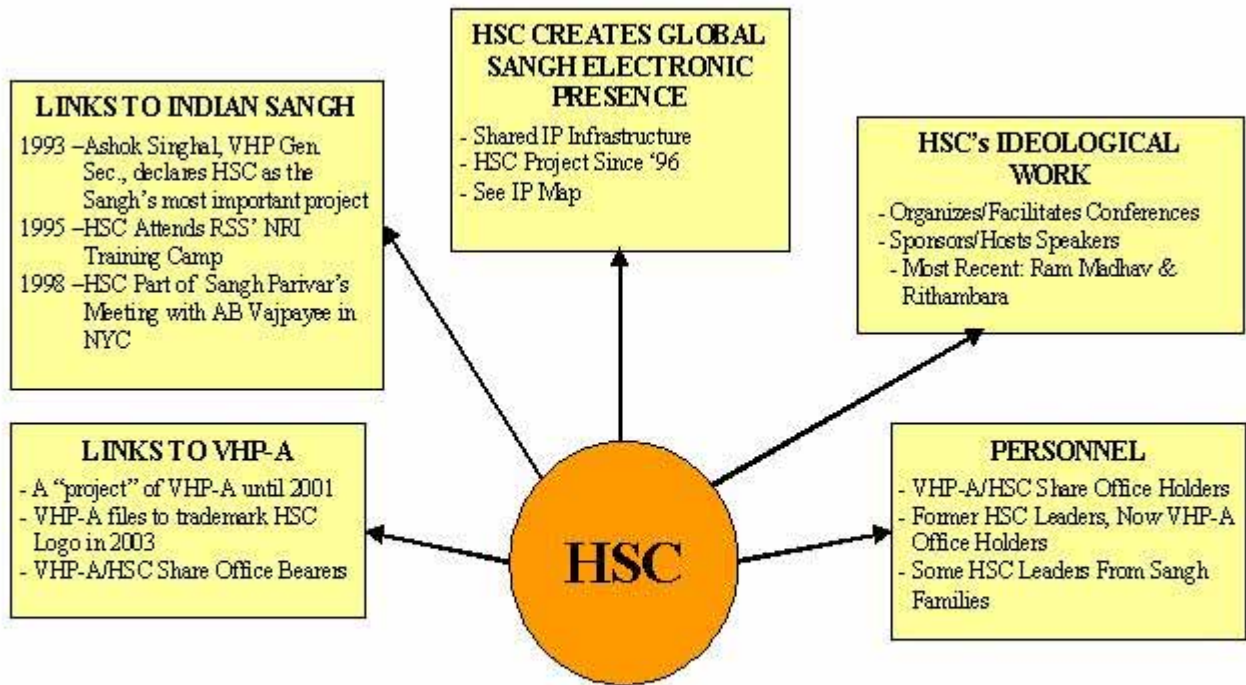 HSC CREATES GLOBAL
SANGH ELECTRONIC
PRESENCE
- Shared IP Infrastructure
- HSC Project Since ‘96
- See IP Map
LINKS TO INDIAN SANGH
1993 –Ashok Singhal, VHP Gen.
Sec., declares HSC as the
Sangh’s most important project
1995 –HSC Attends RSS’ NRI
Training Camp
1998 –HSC Part of Sangh Parivar’s
Meeting with AB Vajpayee in
NYC
HSC’s IDEOLOGICAL
WORK
- Organizes/Facilitates Conferences
- Sponsors/Hosts Speakers
- Most Recent: Ram Madhav &
Rithambara
LINKS TO VHP-A
- A “project” of VHP-A until 2001
- VHP-A files to trademark HSC
Logo in 2003
- VHP-A/HSC Share Office Bearers
HSC
PERSONNEL
- VHP-A/HSC Share Office Holders
- Former HSC Leaders, Now VHP-A
Office Holders
- Some HSC Leaders From Sangh
Families